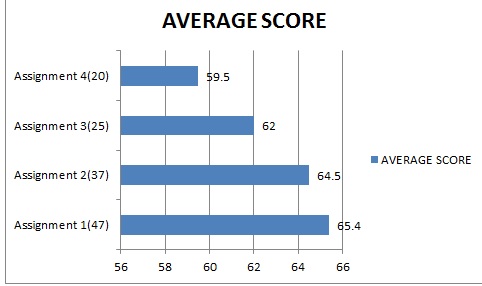 AVERAGE SCORE
Assignment 4(20)
59.5
Assignment 3(25)
62
Assignment 2(37)
64.5
AVERAGE SCORE
Assignment 1(47)
65.4
56 58 60 62 64 66